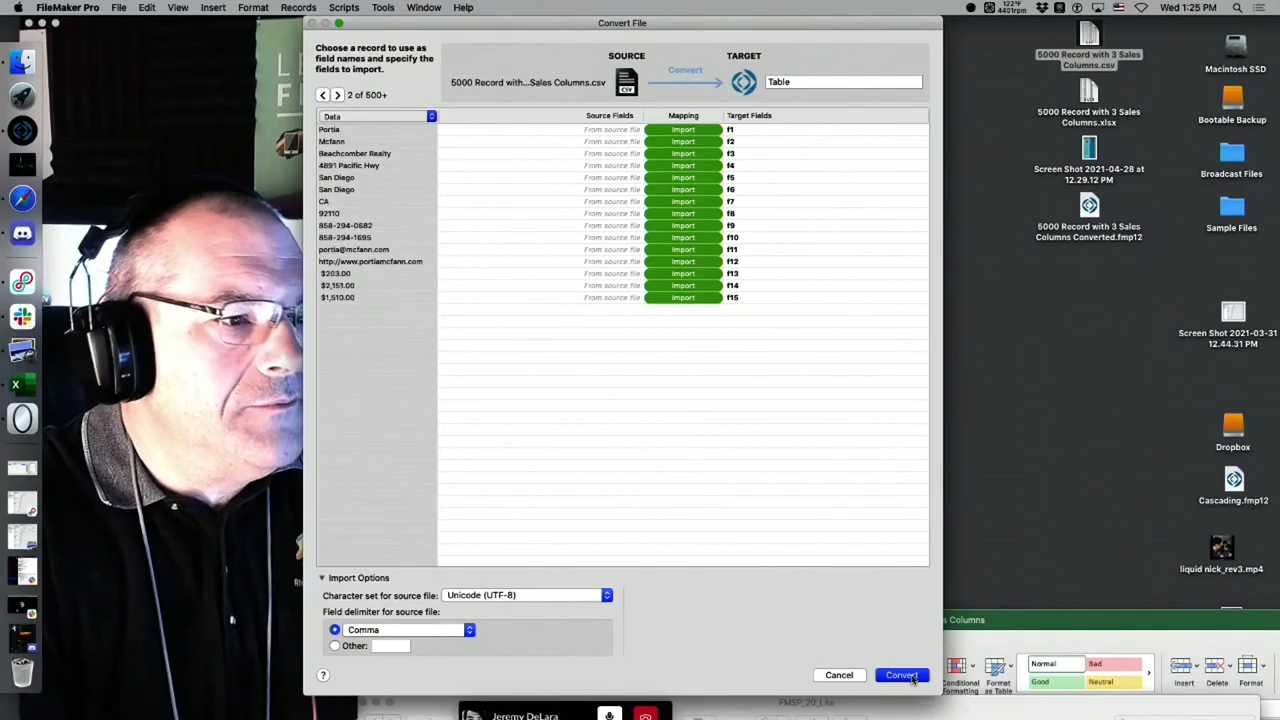 FileMaker Pro File Edit View Insert Format Records Scripts Tools Window Help
122°F
4401rpm
Wed 1:25 PM
Convert File
Choose a record to use as
field names and specify the
fields to import.
SOURCE
TARGET
5000 Record with...Sales Columns.csv
CSV
Convert
Table
2 of 500+
Data
Source Fields
Mapping
Target Fields
Portia From source file Import f1
Mcfann From source file Import f2
Beachcomber Realty From source file Import f3
4891 Pacific Hwy From source file Import f4
San Diego From source file Import f5
San Diego From source file Import f6
CA From source file Import f7
92110 From source file Import f8
858-294-0682 From source file Import f9
858-294-1695 From source file Import f10
portia@mcfann.com From source file Import f11
http://www.portiamcfann.com From source file Import f12
$203.00 From source file Import f13
$2,151.00 From source file Import f14
$1,510.00 From source file Import f15
Import Options
Character set for source file: Unicode (UTF-8)
Field delimiter for source file:
Comma
Other:
?
Cancel
Convert
5000 Record with 3 Sales
Columns.csv
5000 Record with 3 Sales
Columns.xlsx
Screen Shot 2021-04-28 at
12.29.12 PM
5000 Record with 3 Sales
Columns Converted.fmp12
Macintosh SSD
Bootable Backup
Broadcast Files
Sample Files
Screen Shot 2021-03-31
12.44.31 PM
Dropbox
Cascading.fmp12
liquid nick_rev3.mp4
s Columns
Conditional
Formatting
Format
as Table
Normal
Bad
Good
Neutral
Insert
Delete
Format
FMSP_20_Lite
Jeremy DeLara